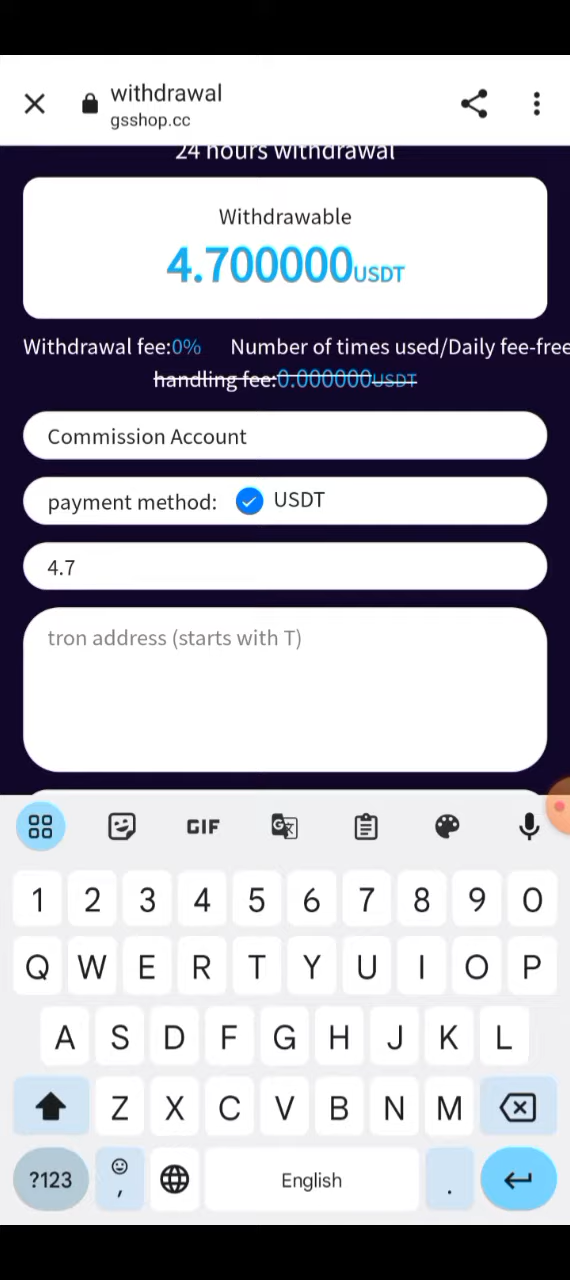 withdrawal
gsshop.cc
24 hours withdrawal
Withdrawable
4.700000USDT
Withdrawal fee:0% Number of times used/Daily fee-free
handling fee:0.000000USDT
Commission Account
payment method: USDT
4.7
tron address (starts with T)
GIF
1 2 3 4 5 6 7 8 9 0
Q W E R T Y U I O P
A S D F G H J K L
Z X C V B N M
?123 , English .